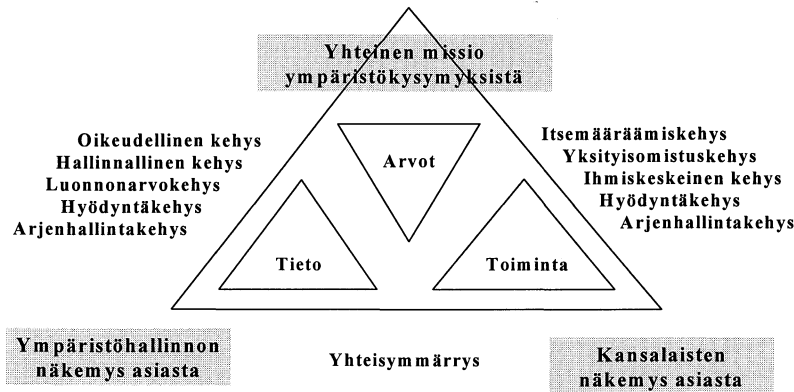 Yhteinen missio
ympäristökysymyksistä
Oikeudellinen kehys
Hallinnallinen kehys
Luonnonarvokehys
Hyödyntäkehys
Arjenhallintakehys
Itsemääräämiskehys
Yksityisomistuskehys
Ihmiskeskeinen kehys
Hyödyntäkehys
Arjenhallintakehys
Arvot
Tieto
Toiminta
Ympäristöhallinnon
näkemys asiasta
Yhteisymmärrys
Kansalaisten
näkemys asiasta